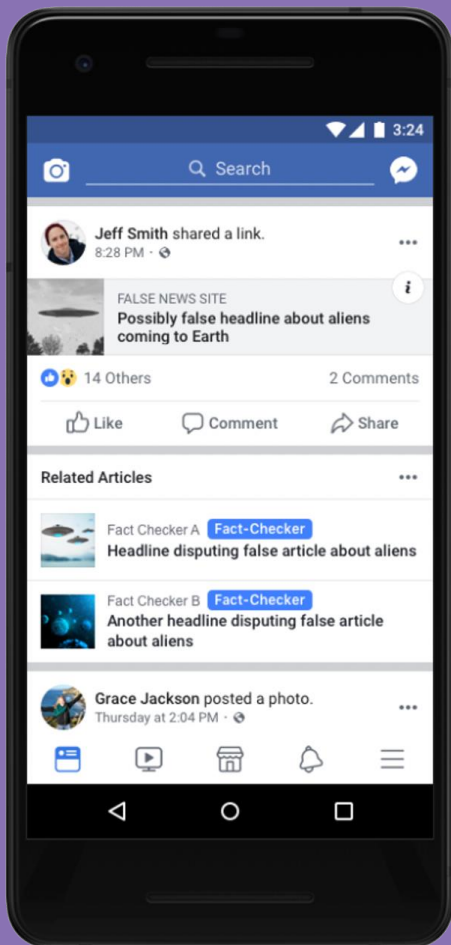 3:24
Search
Jeff Smith shared a link.
8:28 PM ·
•••
i
FALSE NEWS SITE
Possibly false headline about aliens
coming to Earth
14 Others 2 Comments
Like Comment Share
Related Articles •••
Fact Checker A Fact-Checker
Headline disputing false article about aliens
Fact Checker B Fact-Checker
Another headline disputing false article
about aliens
Grace Jackson posted a photo.
Thursday at 2:04 PM ·
•••